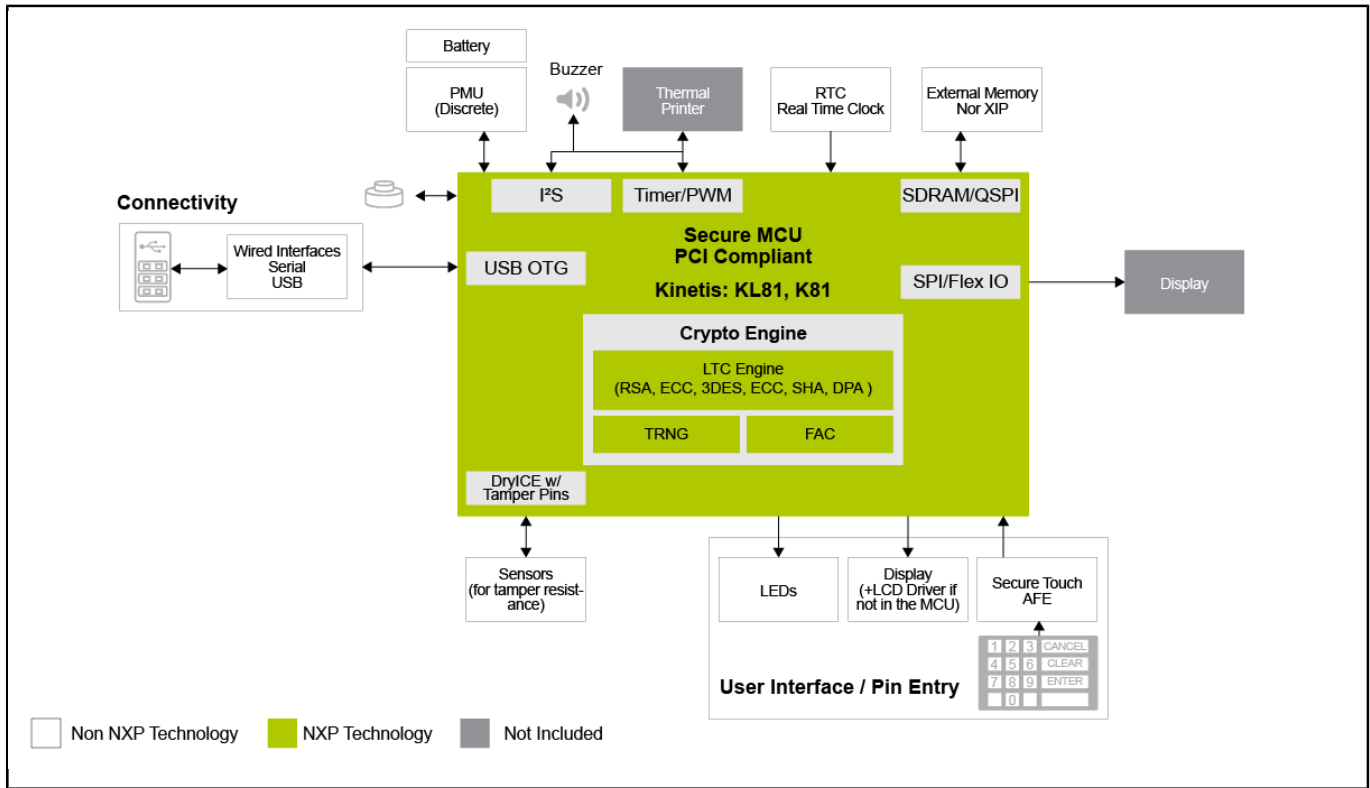 Battery
PMU
(Discrete)
Buzzer
Thermal
Printer
RTC
Real Time Clock
External Memory
Nor XIP
I²S
Timer/PWM
SDRAM/QSPI
Connectivity
Wired Interfaces
Serial
USB
USB OTG
Secure MCU
PCI Compliant
Kinetis: KL81, K81
SPI/Flex IO
Display
Crypto Engine
LTC Engine
(RSA, ECC, 3DES, ECC, SHA, DPA )
TRNG
FAC
DryICE w/
Tamper Pins
Sensors
(for tamper resist-
ance)
LEDs
Display
(+LCD Driver if
not in the MCU)
Secure Touch
AFE
1 2 3 CANCEL
4 5 6 CLEAR
7 8 9 ENTER
0
User Interface / Pin Entry
Non NXP Technology
NXP Technology
Not Included